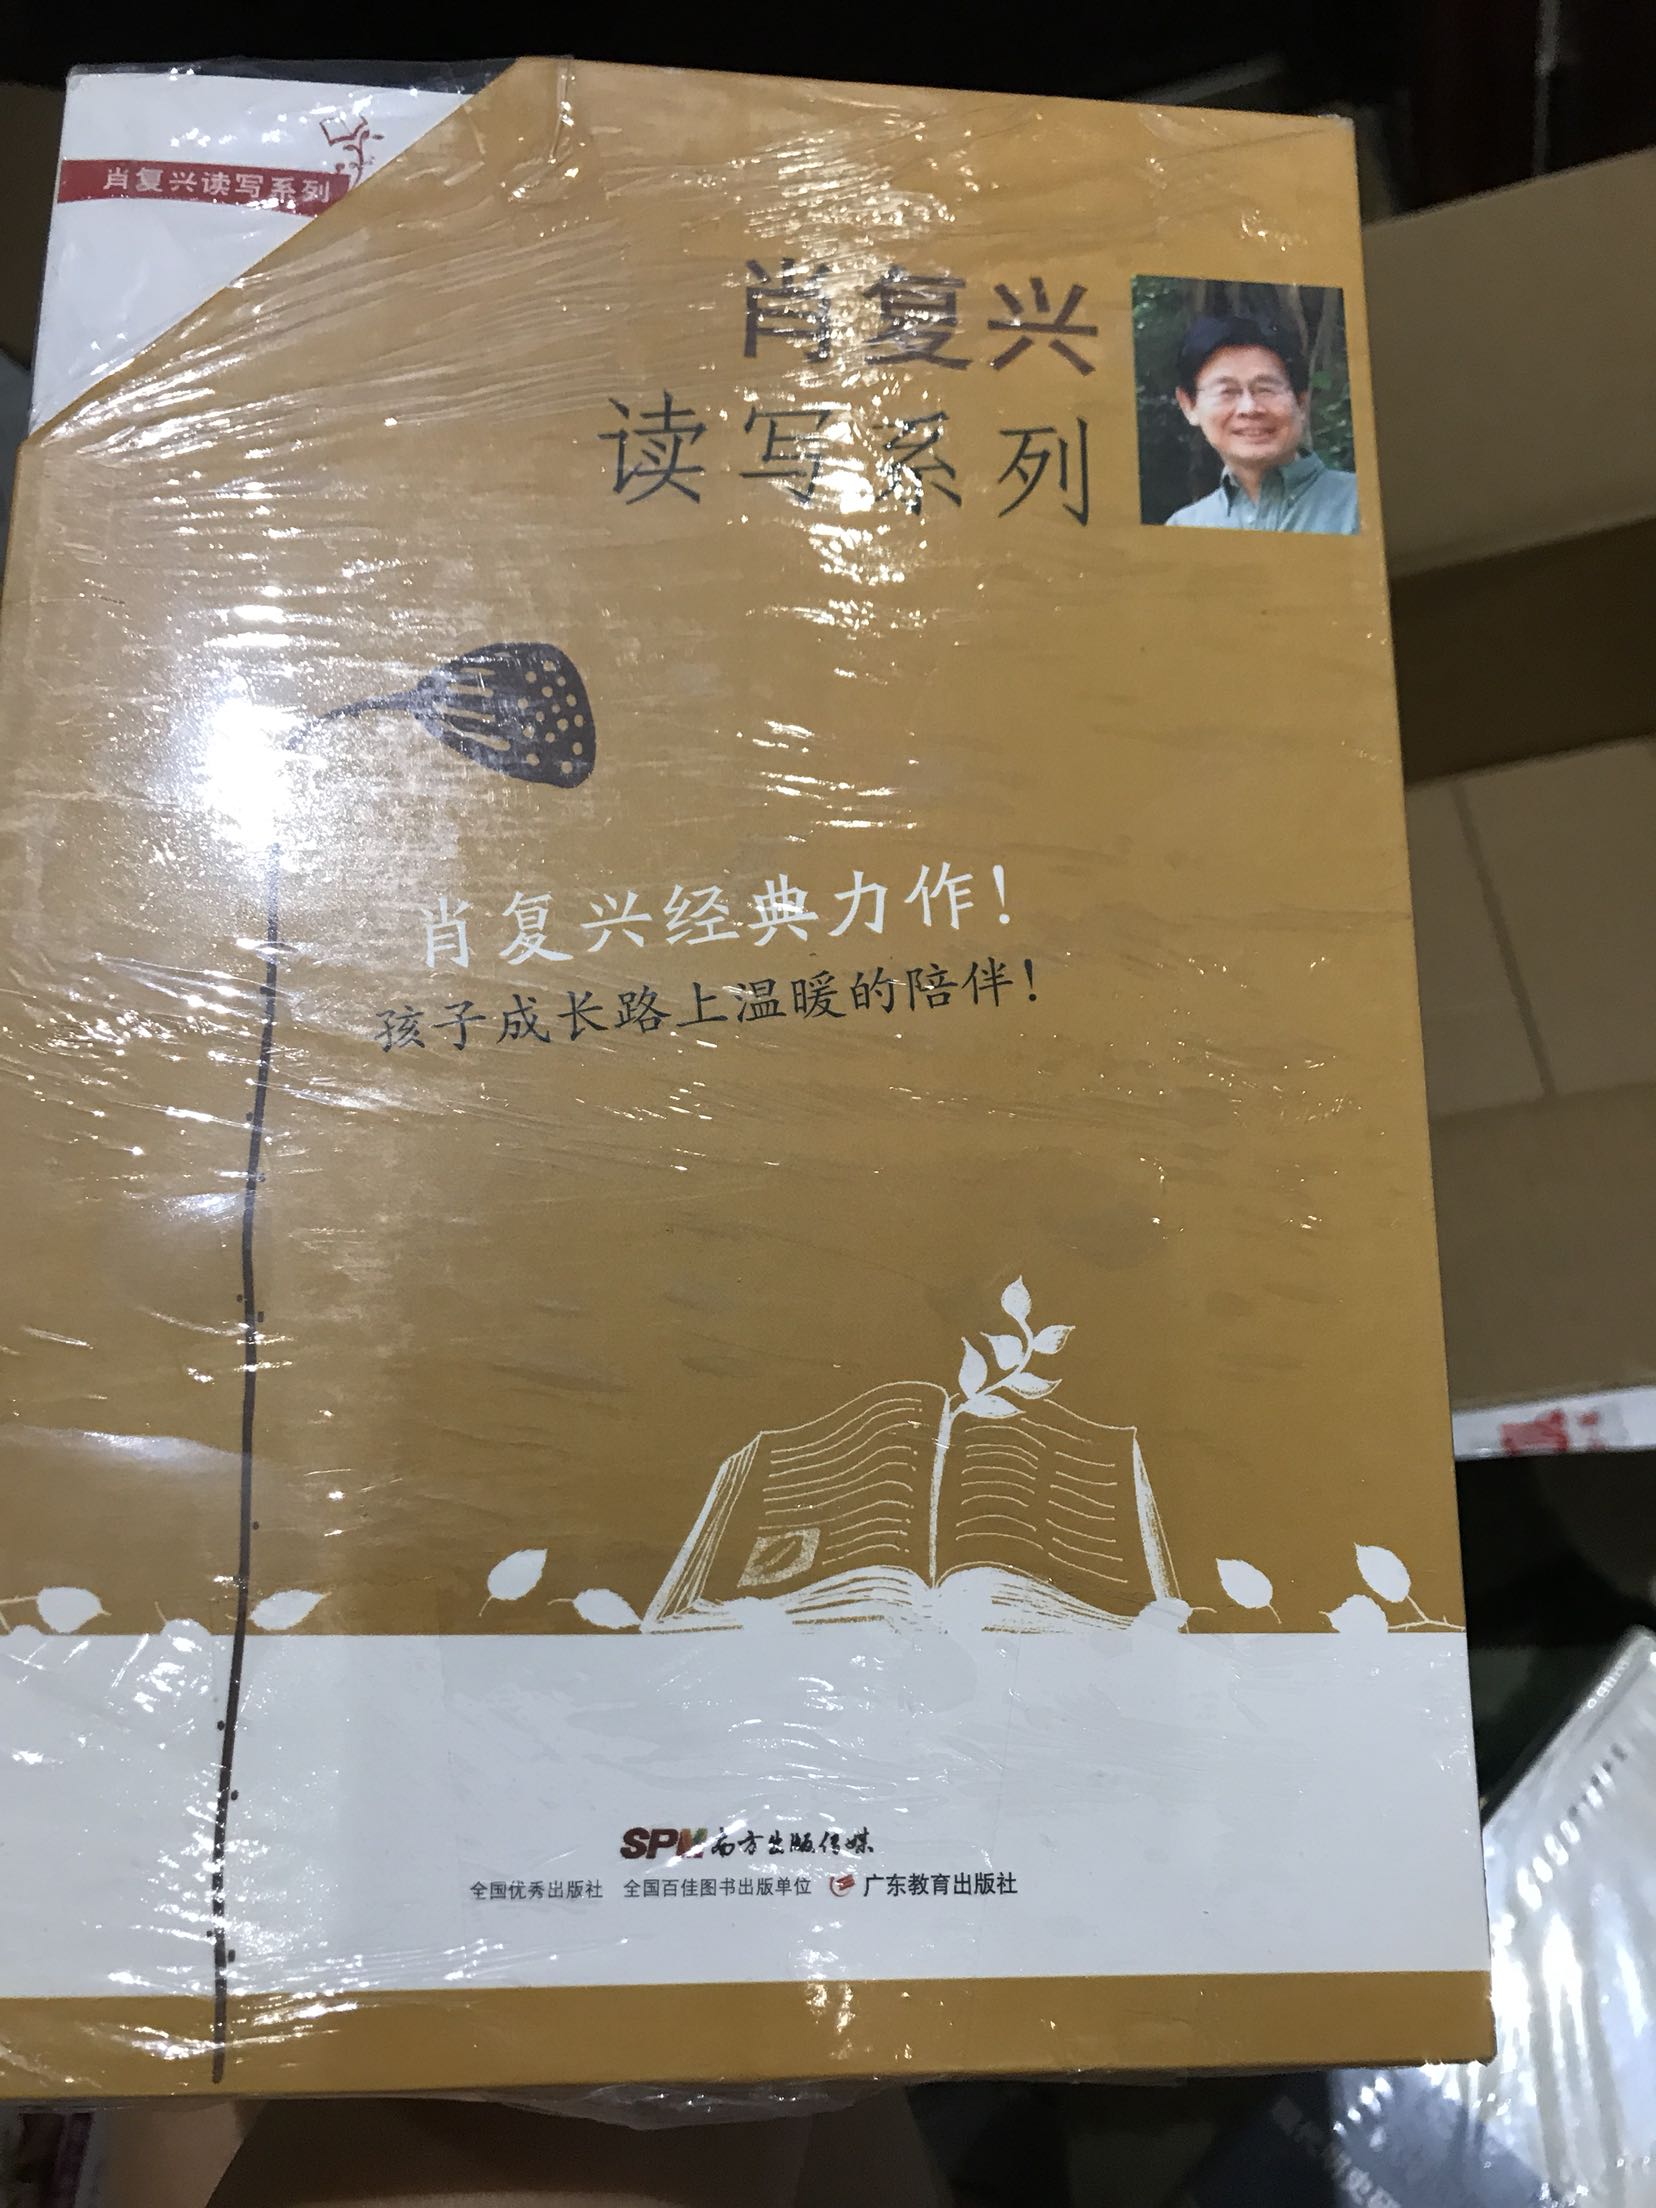 肖复兴读写系列
肖复兴
读写系列
肖复兴经典力作!
孩子成长路上温暖的陪伴!
SPM 南方出版传媒
全国优秀出版社 全国百佳图书出版单位 广东教育出版社